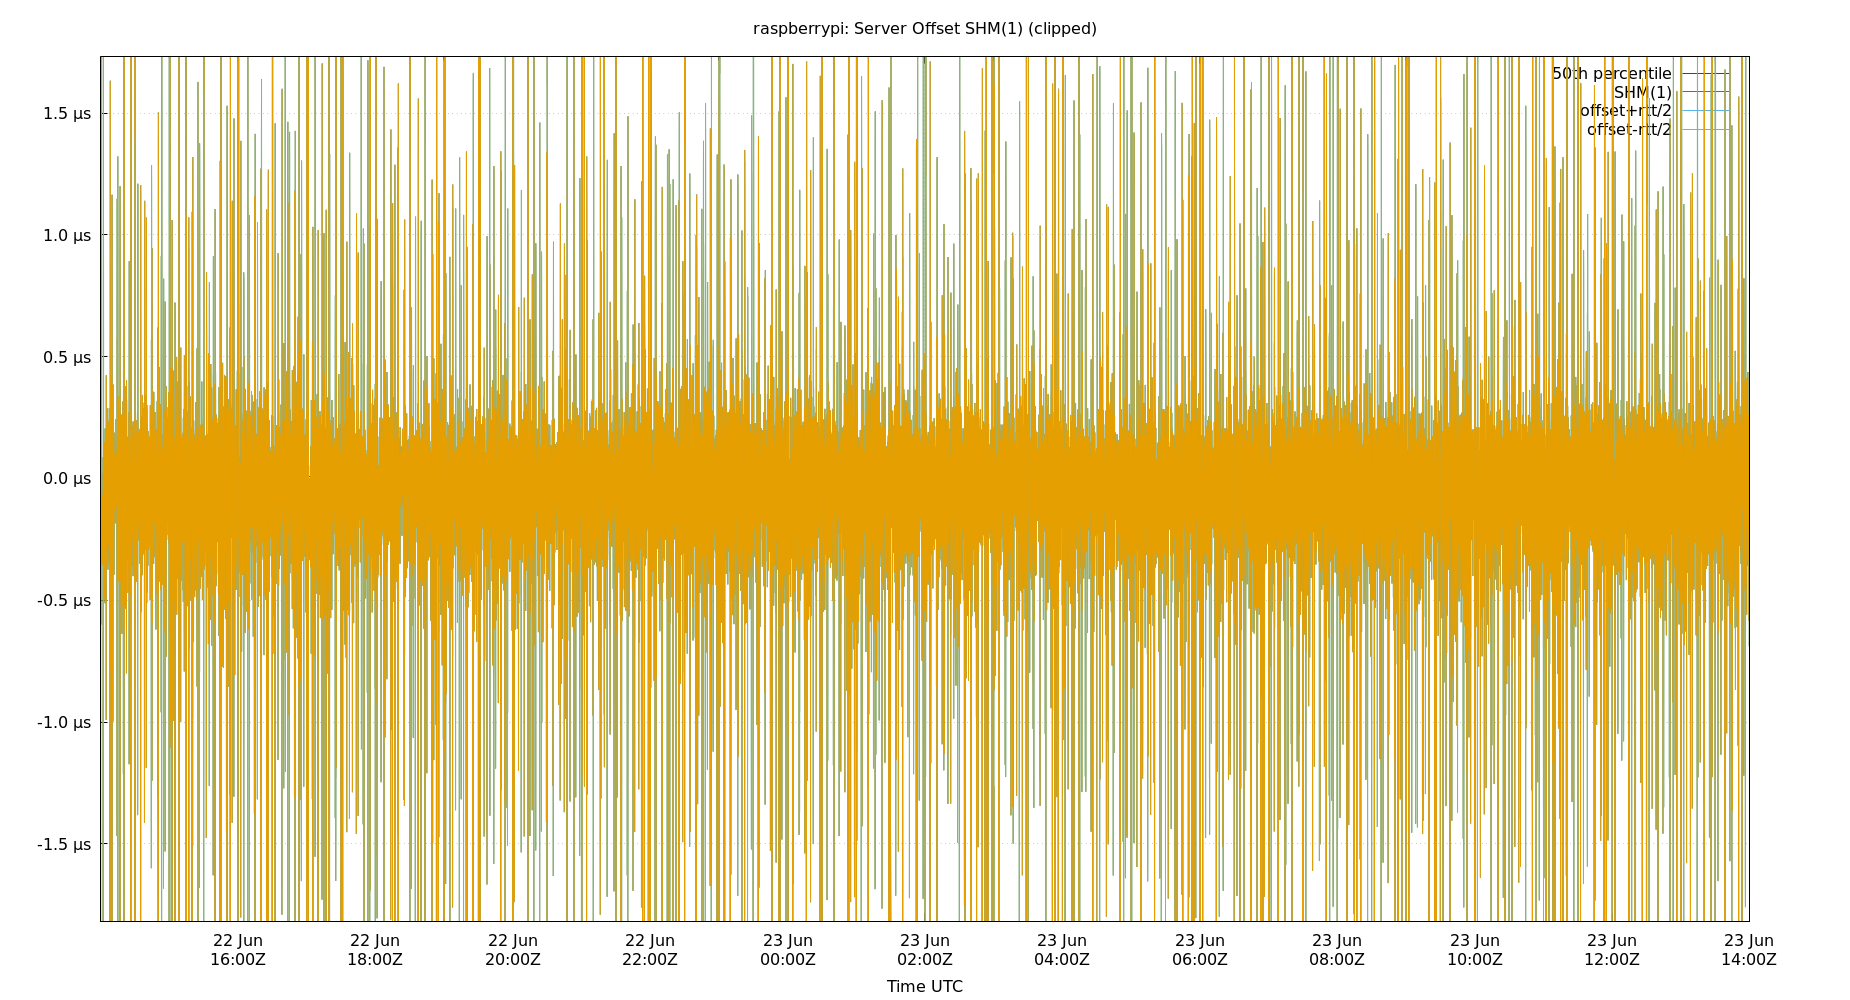 raspberrypi: Server Offset SHM(1) (clipped)
50th percentile
SHM(1)
offset+rtt/2
offset-rtt/2
1.5 µs
1.0 µs
0.5 µs
0.0 µs
-0.5 µs
-1.0 µs
-1.5 µs
22 Jun 22 Jun 22 Jun 22 Jun 23 Jun 23 Jun 23 Jun 23 Jun 23 Jun 23 Jun 23 Jun 23 Jun
16:00Z 18:00Z 20:00Z 22:00Z 00:00Z 02:00Z 04:00Z 06:00Z 08:00Z 10:00Z 12:00Z 14:00Z
Time UTC